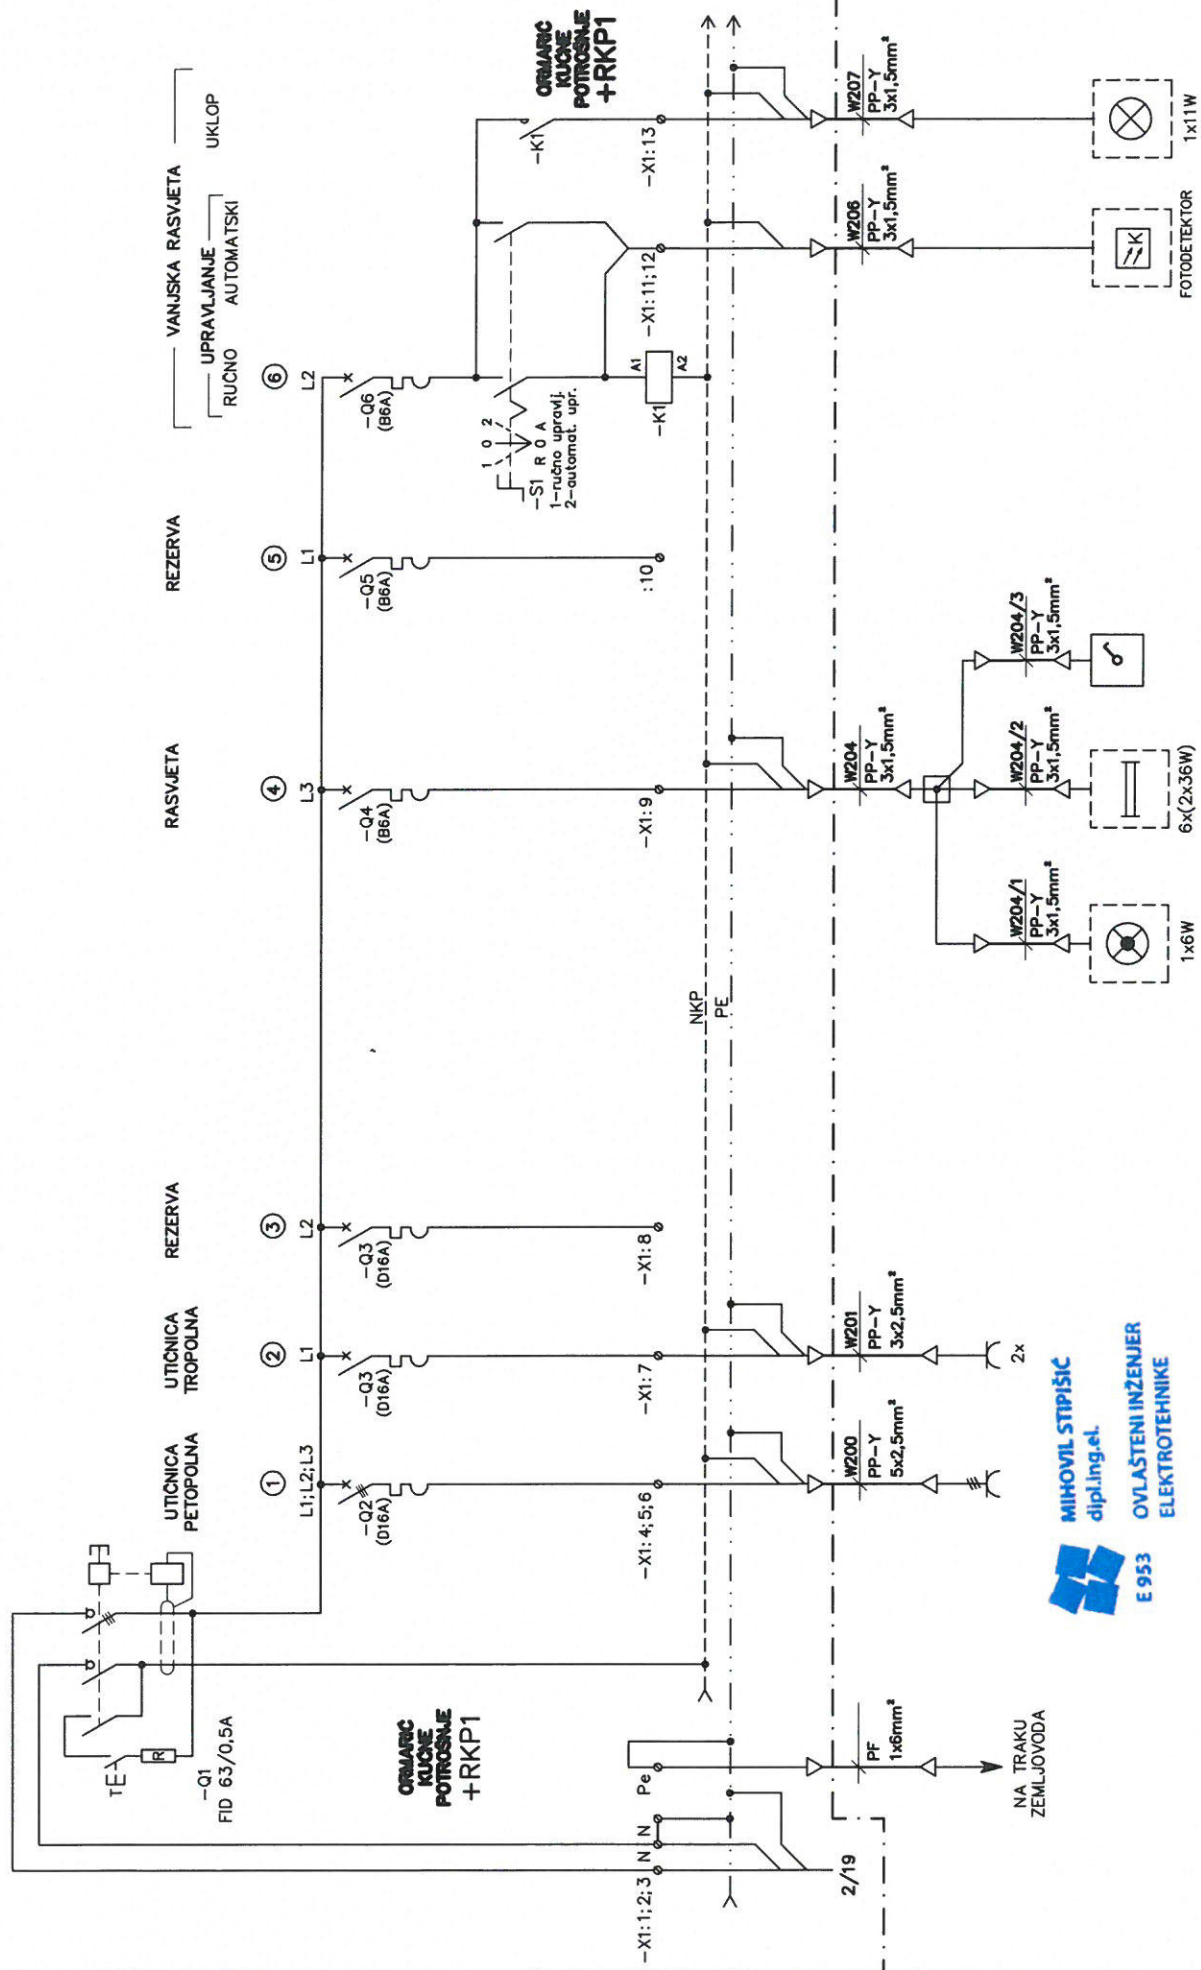 ORMARIĆ
KUĆNE
POTROŠNJE
+RKP1
-Q1
FID 63/0,5A
T
R
-X1:1;2;3
N
N
Pe
2/19
PF
1x6mm²
NA TRAKU
ZEMLJOVODA
UTIČNICA
PETOPOLNA
1
L1;L2;L3
-Q2
(D16A)
-X1:4;5;6
W200
PP-Y
5x2,5mm²
UTIČNICA
TROPOLNA
2
L1
-Q3
(D16A)
-X1:7
W201
PP-Y
3x2,5mm²
2x
REZERVA
3
L2
-Q3
(D16A)
-X1:8
NKP
PE
RASVJETA
4
L3
-Q4
(B6A)
-X1:9
W204
PP-Y
3x1,5mm²
W204/1
PP-Y
3x1,5mm²
1x6W
W204/2
PP-Y
3x1,5mm²
6x(2x36W)
W204/3
PP-Y
3x1,5mm²
REZERVA
5
L1
-Q5
(B6A)
:10
VANJSKA RASVJETA
UPRAVLJANJE
RUČNO
AUTOMATSKI
UKLOP
6
L2
-Q6
(B6A)
1 0 2
-S1 R 0 A
1-ručno upravlj.
2-automat. upr.
-K1
A1
A2
-X1:11;12
W206
PP-Y
3x1,5mm²
K
FOTODETEKTOR
-K1
-X1:13
W207
PP-Y
3x1,5mm²
1x11W
ORMARIĆ
KUĆNE
POTROŠNJE
+RKP1
MIHOVIL STIPIŠIĆ
dipl.ing.el.
E 953
OVLAŠTENI INŽENJER
ELEKTROTEHNIKE